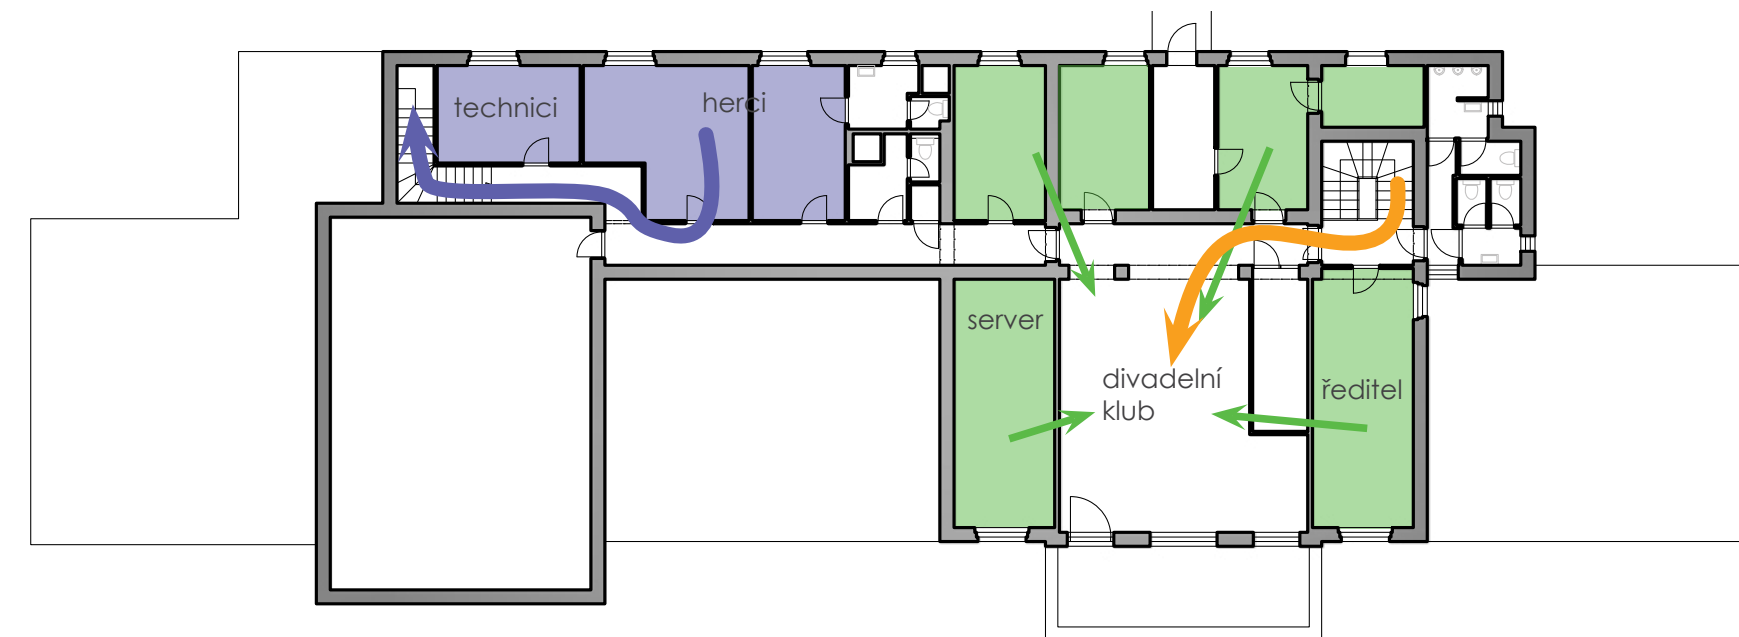 technici
herci
server
divadelní
klub
ředitel